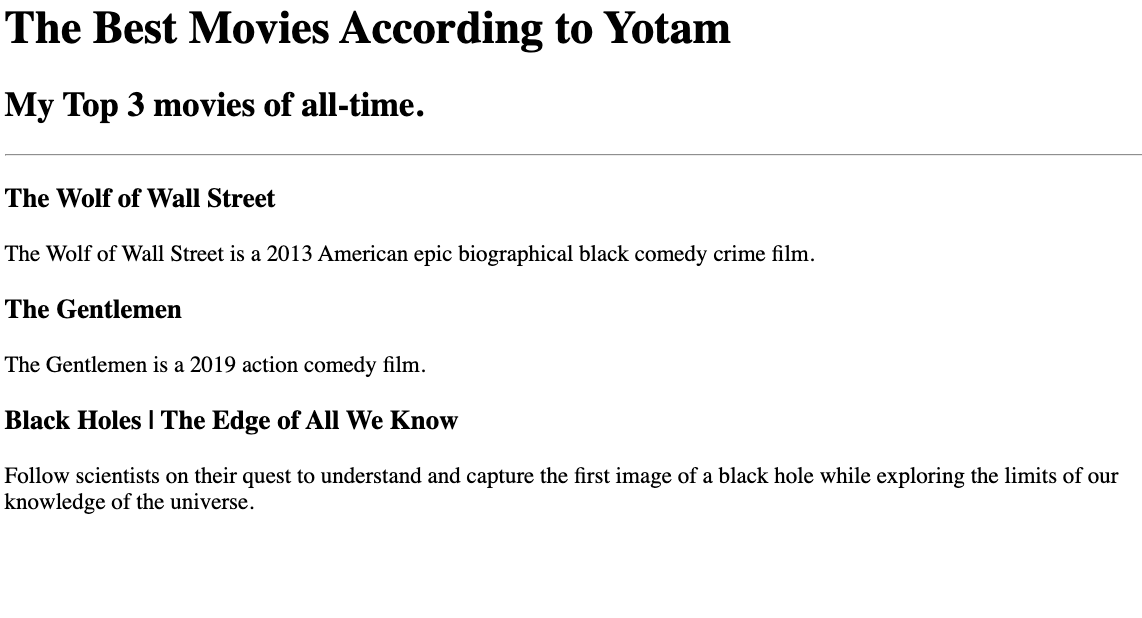 The Best Movies According to Yotam
My Top 3 movies of all-time.
The Wolf of Wall Street
The Wolf of Wall Street is a 2013 American epic biographical black comedy crime film.
The Gentlemen
The Gentlemen is a 2019 action comedy film.
Black Holes | The Edge of All We Know
Follow scientists on their quest to understand and capture the first image of a black hole while exploring the limits of our
knowledge of the universe.